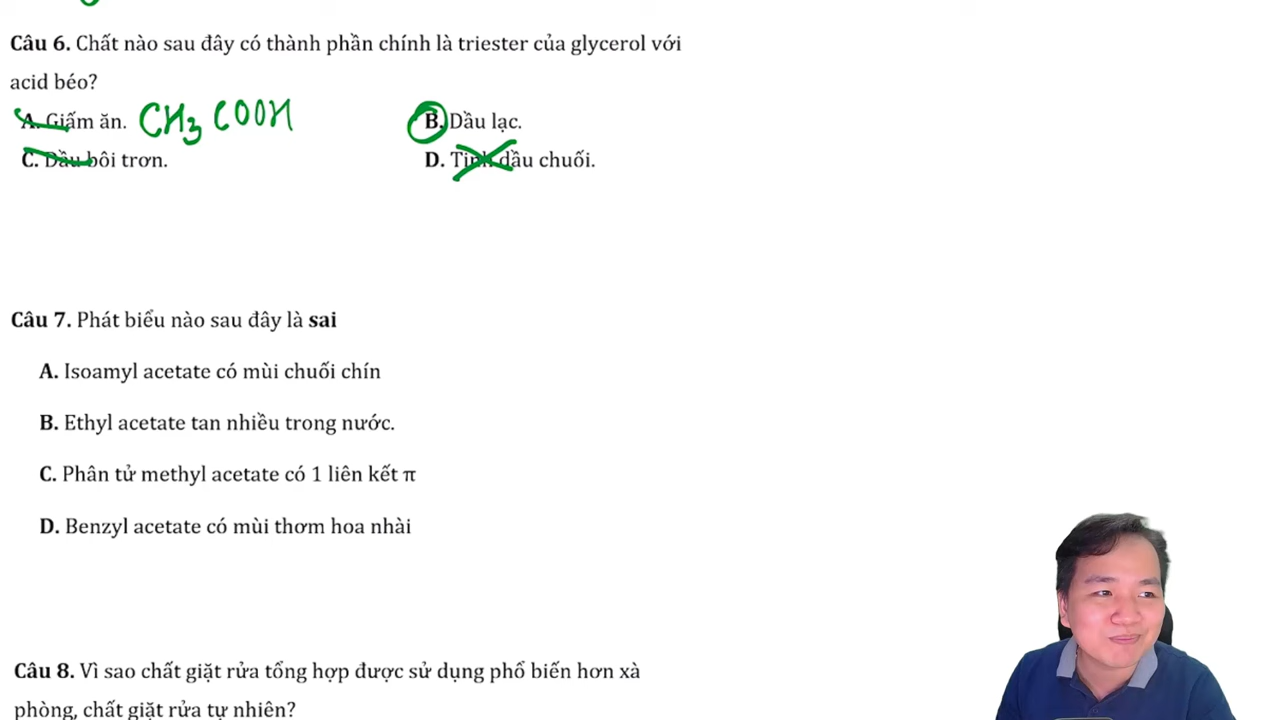 Câu 6. Chất nào sau đây có thành phần chính là triester của glycerol với
acid béo?
A. Giấm ăn. CH3COOH B. Dầu lạc.
C. Dầu bôi trơn. D. Tinh dầu chuối.
Câu 7. Phát biểu nào sau đây là sai
A. Isoamyl acetate có mùi chuối chín
B. Ethyl acetate tan nhiều trong nước.
C. Phân tử methyl acetate có 1 liên kết π
D. Benzyl acetate có mùi thơm hoa nhài
Câu 8. Vì sao chất giặt rửa tổng hợp được sử dụng phổ biến hơn xà
phòng, chất giặt rửa tự nhiên?